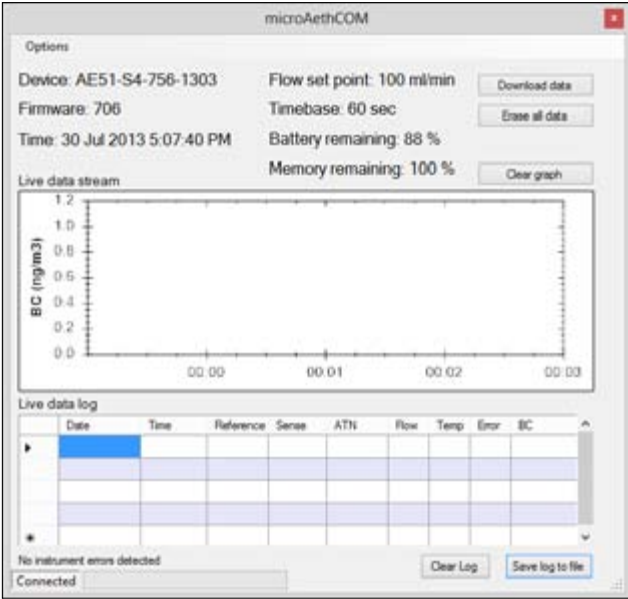 microAethCOM
x
Options
Device: AE51-S4-756-1303
Flow set point: 100 ml/min
Download data
Firmware: 706
Timebase: 60 sec
Erase all data
Time: 30 Jul 2013 5:07:40 PM
Battery remaining: 88 %
Memory remaining: 100 %
Clear graph
Live data stream
BC (ng/m3)
1.2
1.0
0.8
0.6
0.4
0.2
0.0
00:00 00:01 00:02 00:03
Live data log
Date Time Reference Sense ATN Flow Temp Error BC
*
No instrument errors detected
Clear Log
Save log to file
Connected